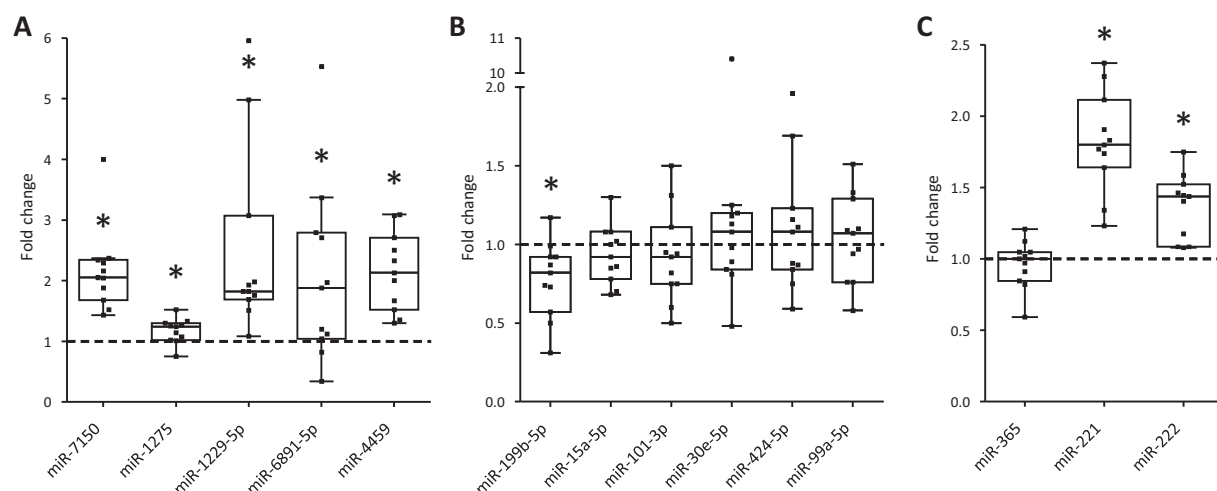 A
Fold change
6
5
4
3
2
1
0
*
*
*
*
*
miR-7150
miR-1275
miR-1229-5p
miR-6891-5p
miR-4459
B
Fold change
11
10
2.0
1.5
1.0
0.5
0.0
*
miR-199b-5p
miR-15a-5p
miR-101-3p
miR-30e-5p
miR-424-5p
miR-99a-5p
C
Fold change
2.5
2.0
1.5
1.0
0.5
0.0
*
*
miR-365
miR-221
miR-222